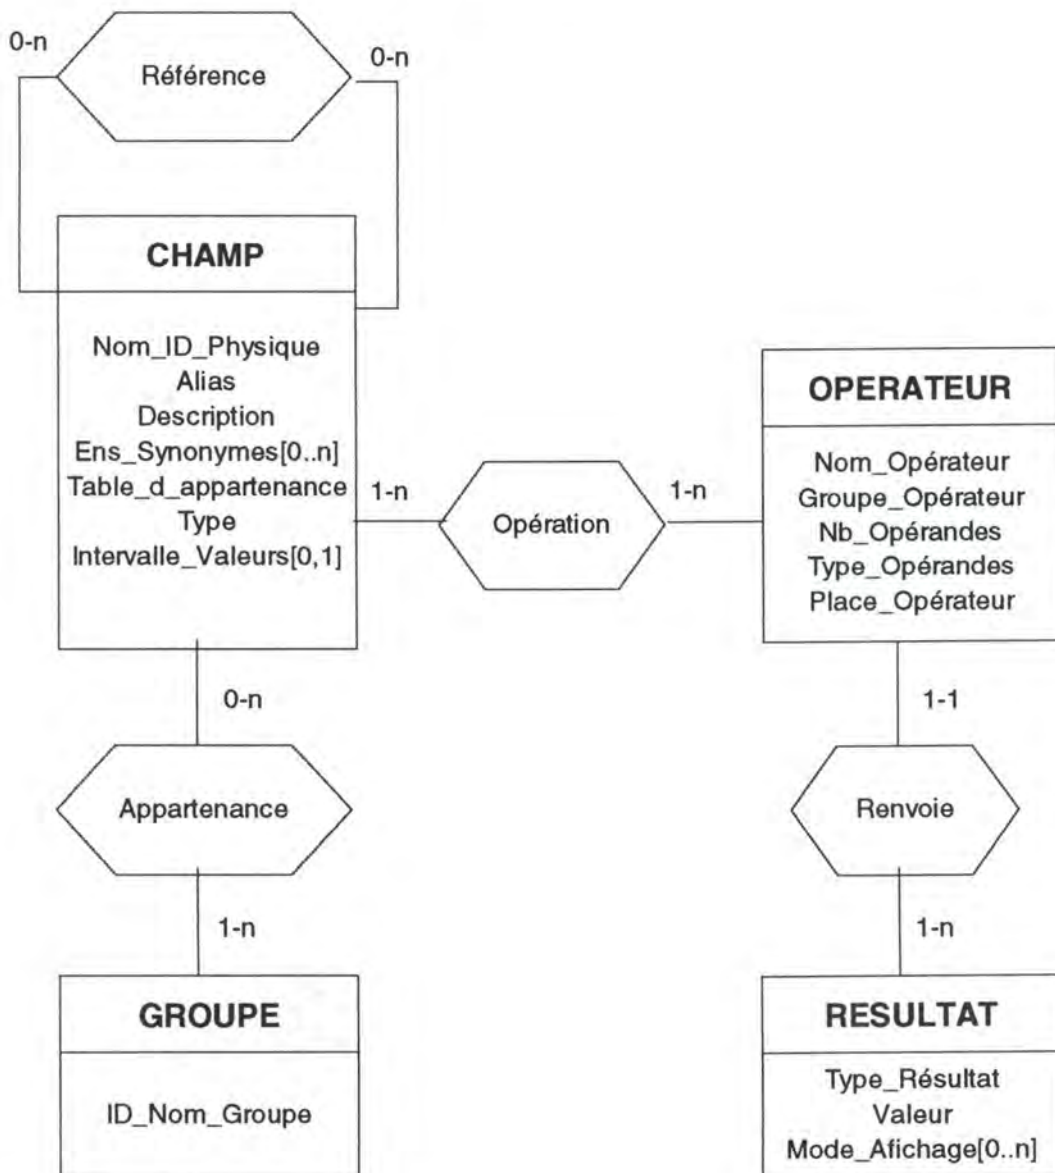 0-n
0-n
Référence
CHAMP
Nom_ID_Physique
Alias
Description
Ens_Synonymes[0..n]
Table_d_appartenance
Type
Intervalle_Valeurs[0,1]
1-n
Opération
1-n
OPERATEUR
Nom_Opérateur
Groupe_Opérateur
Nb_Opérandes
Type_Opérandes
Place_Opérateur
0-n
Appartenance
1-n
GROUPE
ID_Nom_Groupe
1-1
Renvoie
1-n
RESULTAT
Type_Résultat
Valeur
Mode_Afichage[0..n]